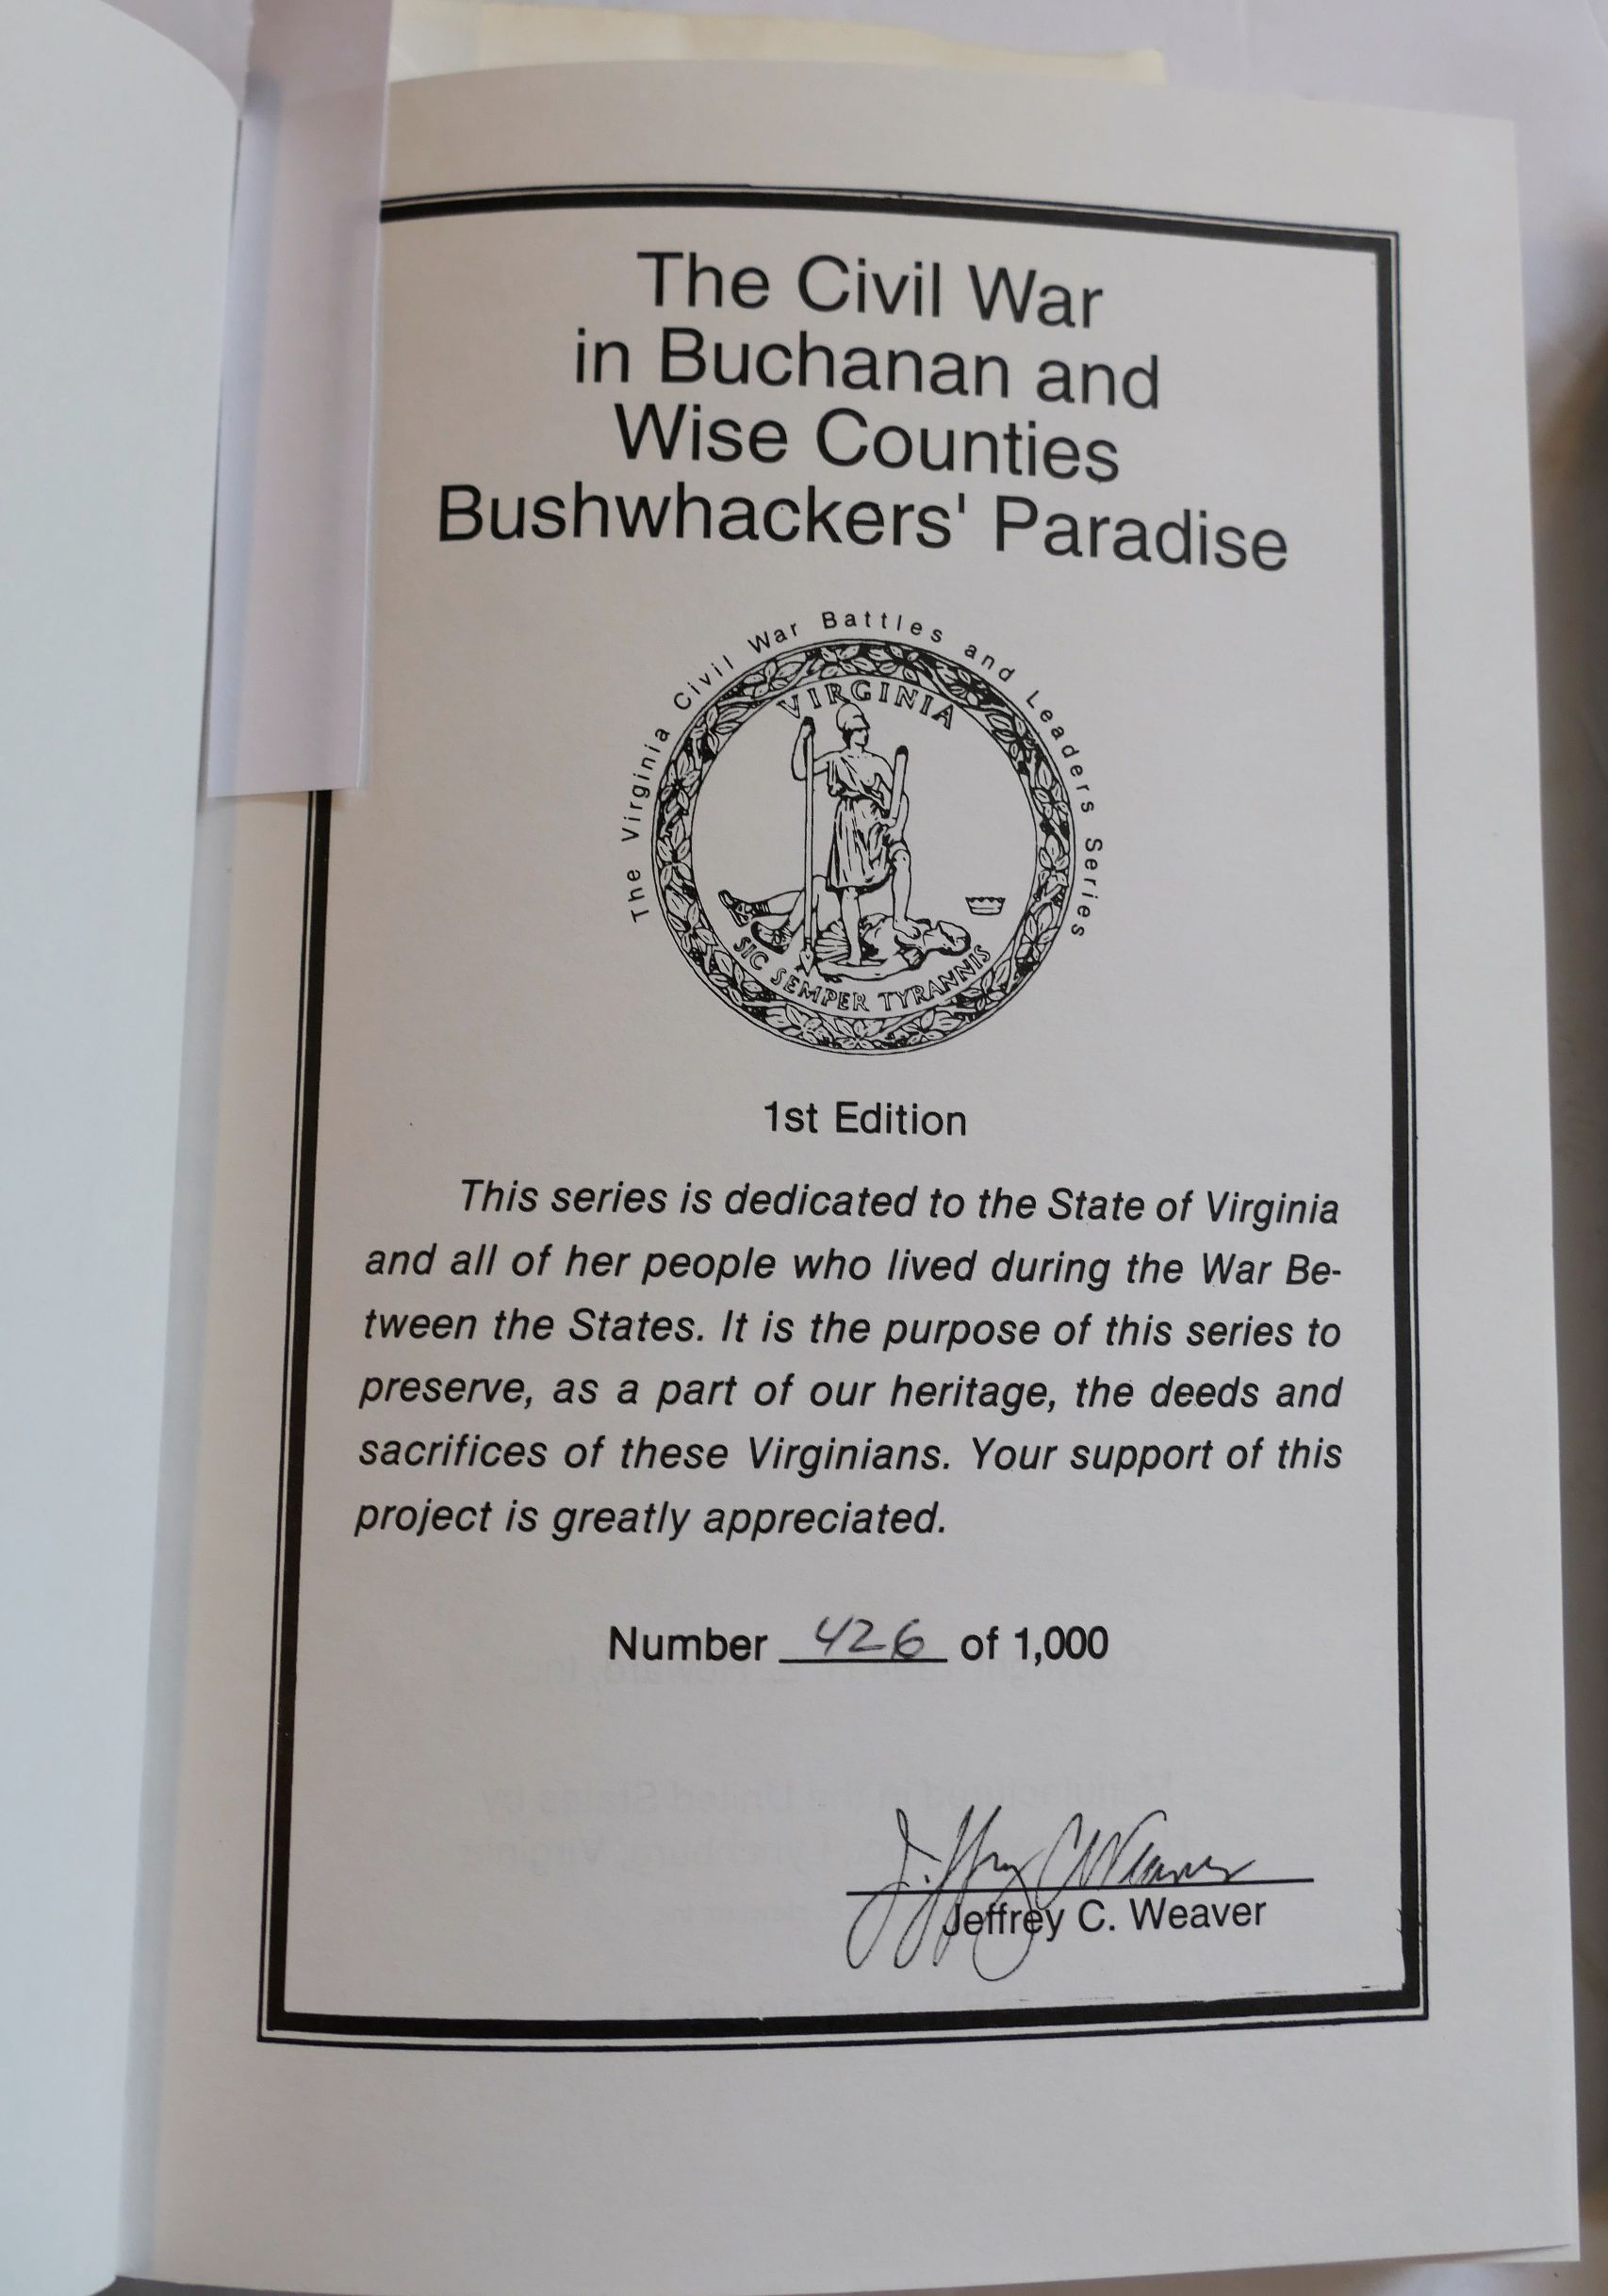 The Civil War
in Buchanan and
Wise Counties
Bushwhackers' Paradise
The Virginia Civil War Battles and Leaders Series
VIRGINIA
SIC SEMPER TYRANNIS
1st Edition
This series is dedicated to the State of Virginia
and all of her people who lived during the War Be-
tween the States. It is the purpose of this series to
preserve, as a part of our heritage, the deeds and
sacrifices of these Virginians. Your support of this
project is greatly appreciated.
Number 426 of 1,000
Jeffrey C Weaver
Jeffrey C. Weaver